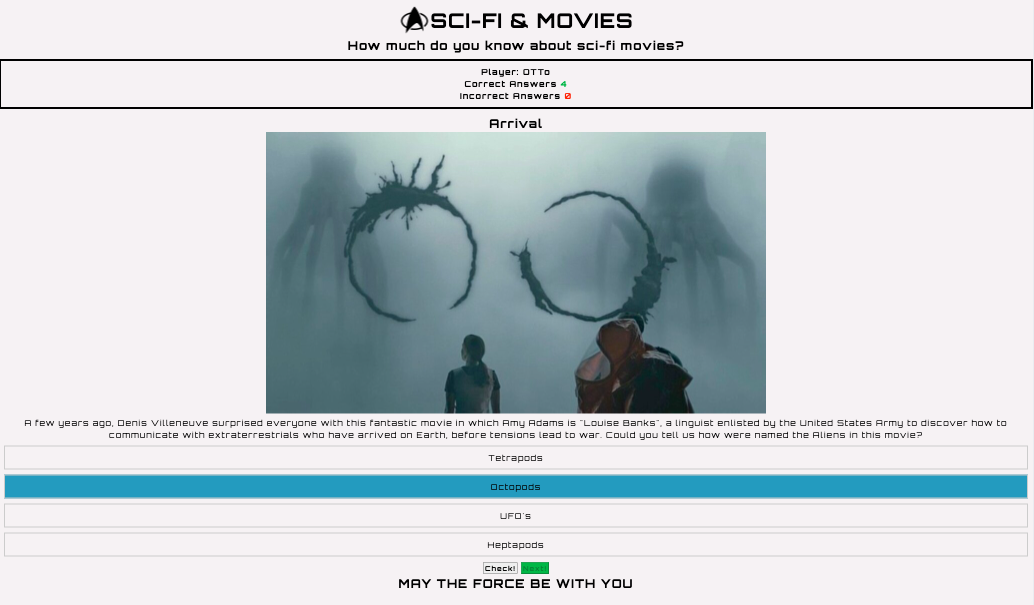 SCI-FI & MOVIES
How much do you know about sci-fi movies?
Player: OTTo
Correct Answers 4
Incorrect Answers 0
Arrival
A few years ago, Denis Villeneuve surprised everyone with this fantastic movie in which Amy Adams is "Louise Banks", a linguist enlisted by the United States Army to discover how to
communicate with extraterrestrials who have arrived on Earth, before tensions lead to war. Could you tell us how were named the Aliens in this movie?
Tetrapods
Octopods
UFO's
Heptapods
Check! Next!
MAY THE FORCE BE WITH YOU